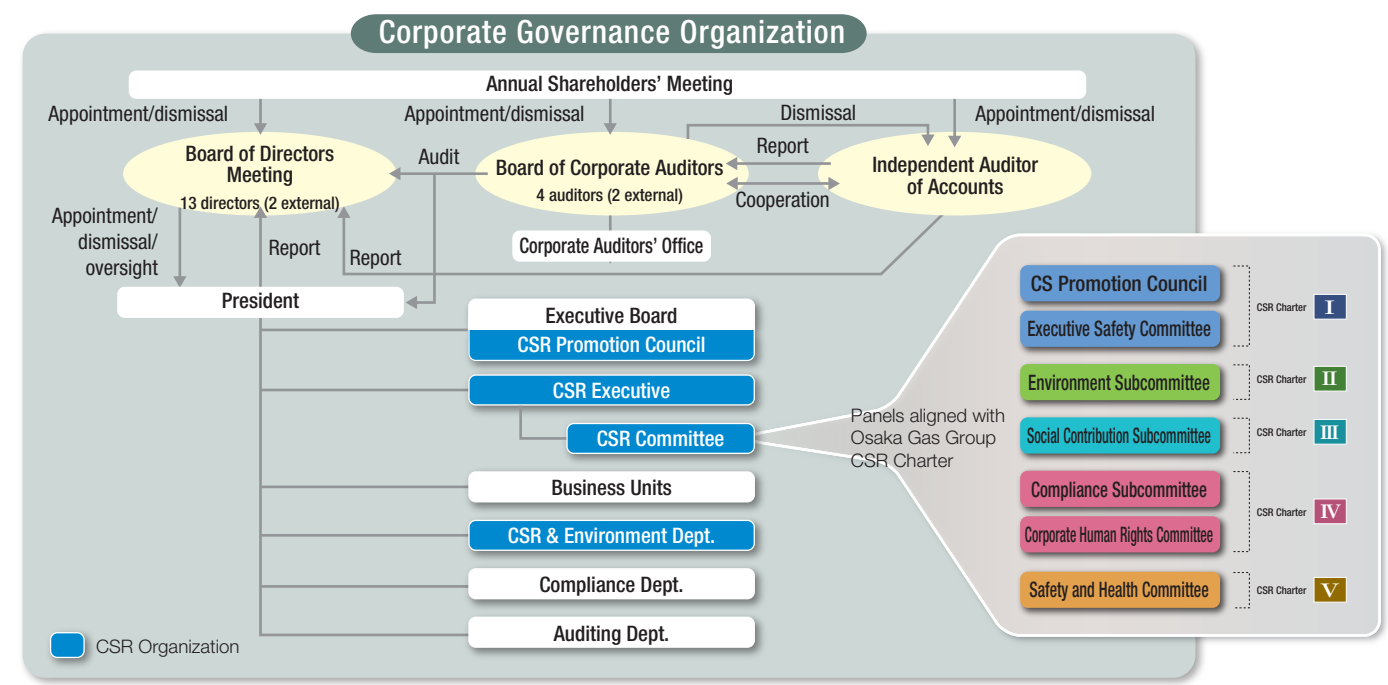 Corporate Governance Organization
Annual Shareholders' Meeting
Appointment/dismissal
Appointment/dismissal
Dismissal
Appointment/dismissal
Board of Directors
Meeting
13 directors (2 external)
Audit
Board of Corporate Auditors
4 auditors (2 external)
Report
Cooperation
Independent Auditor
of Accounts
Appointment/
dismissal/
oversight
Report
Report
Corporate Auditors' Office
President
Executive Board
CSR Promotion Council
CSR Executive
CSR Committee
Business Units
CSR & Environment Dept.
Compliance Dept.
Auditing Dept.
CSR Organization
Panels aligned with
Osaka Gas Group
CSR Charter
CS Promotion Council
Executive Safety Committee
CSR Charter I
Environment Subcommittee
CSR Charter II
Social Contribution Subcommittee
CSR Charter III
Compliance Subcommittee
Corporate Human Rights Committee
CSR Charter IV
Safety and Health Committee
CSR Charter V